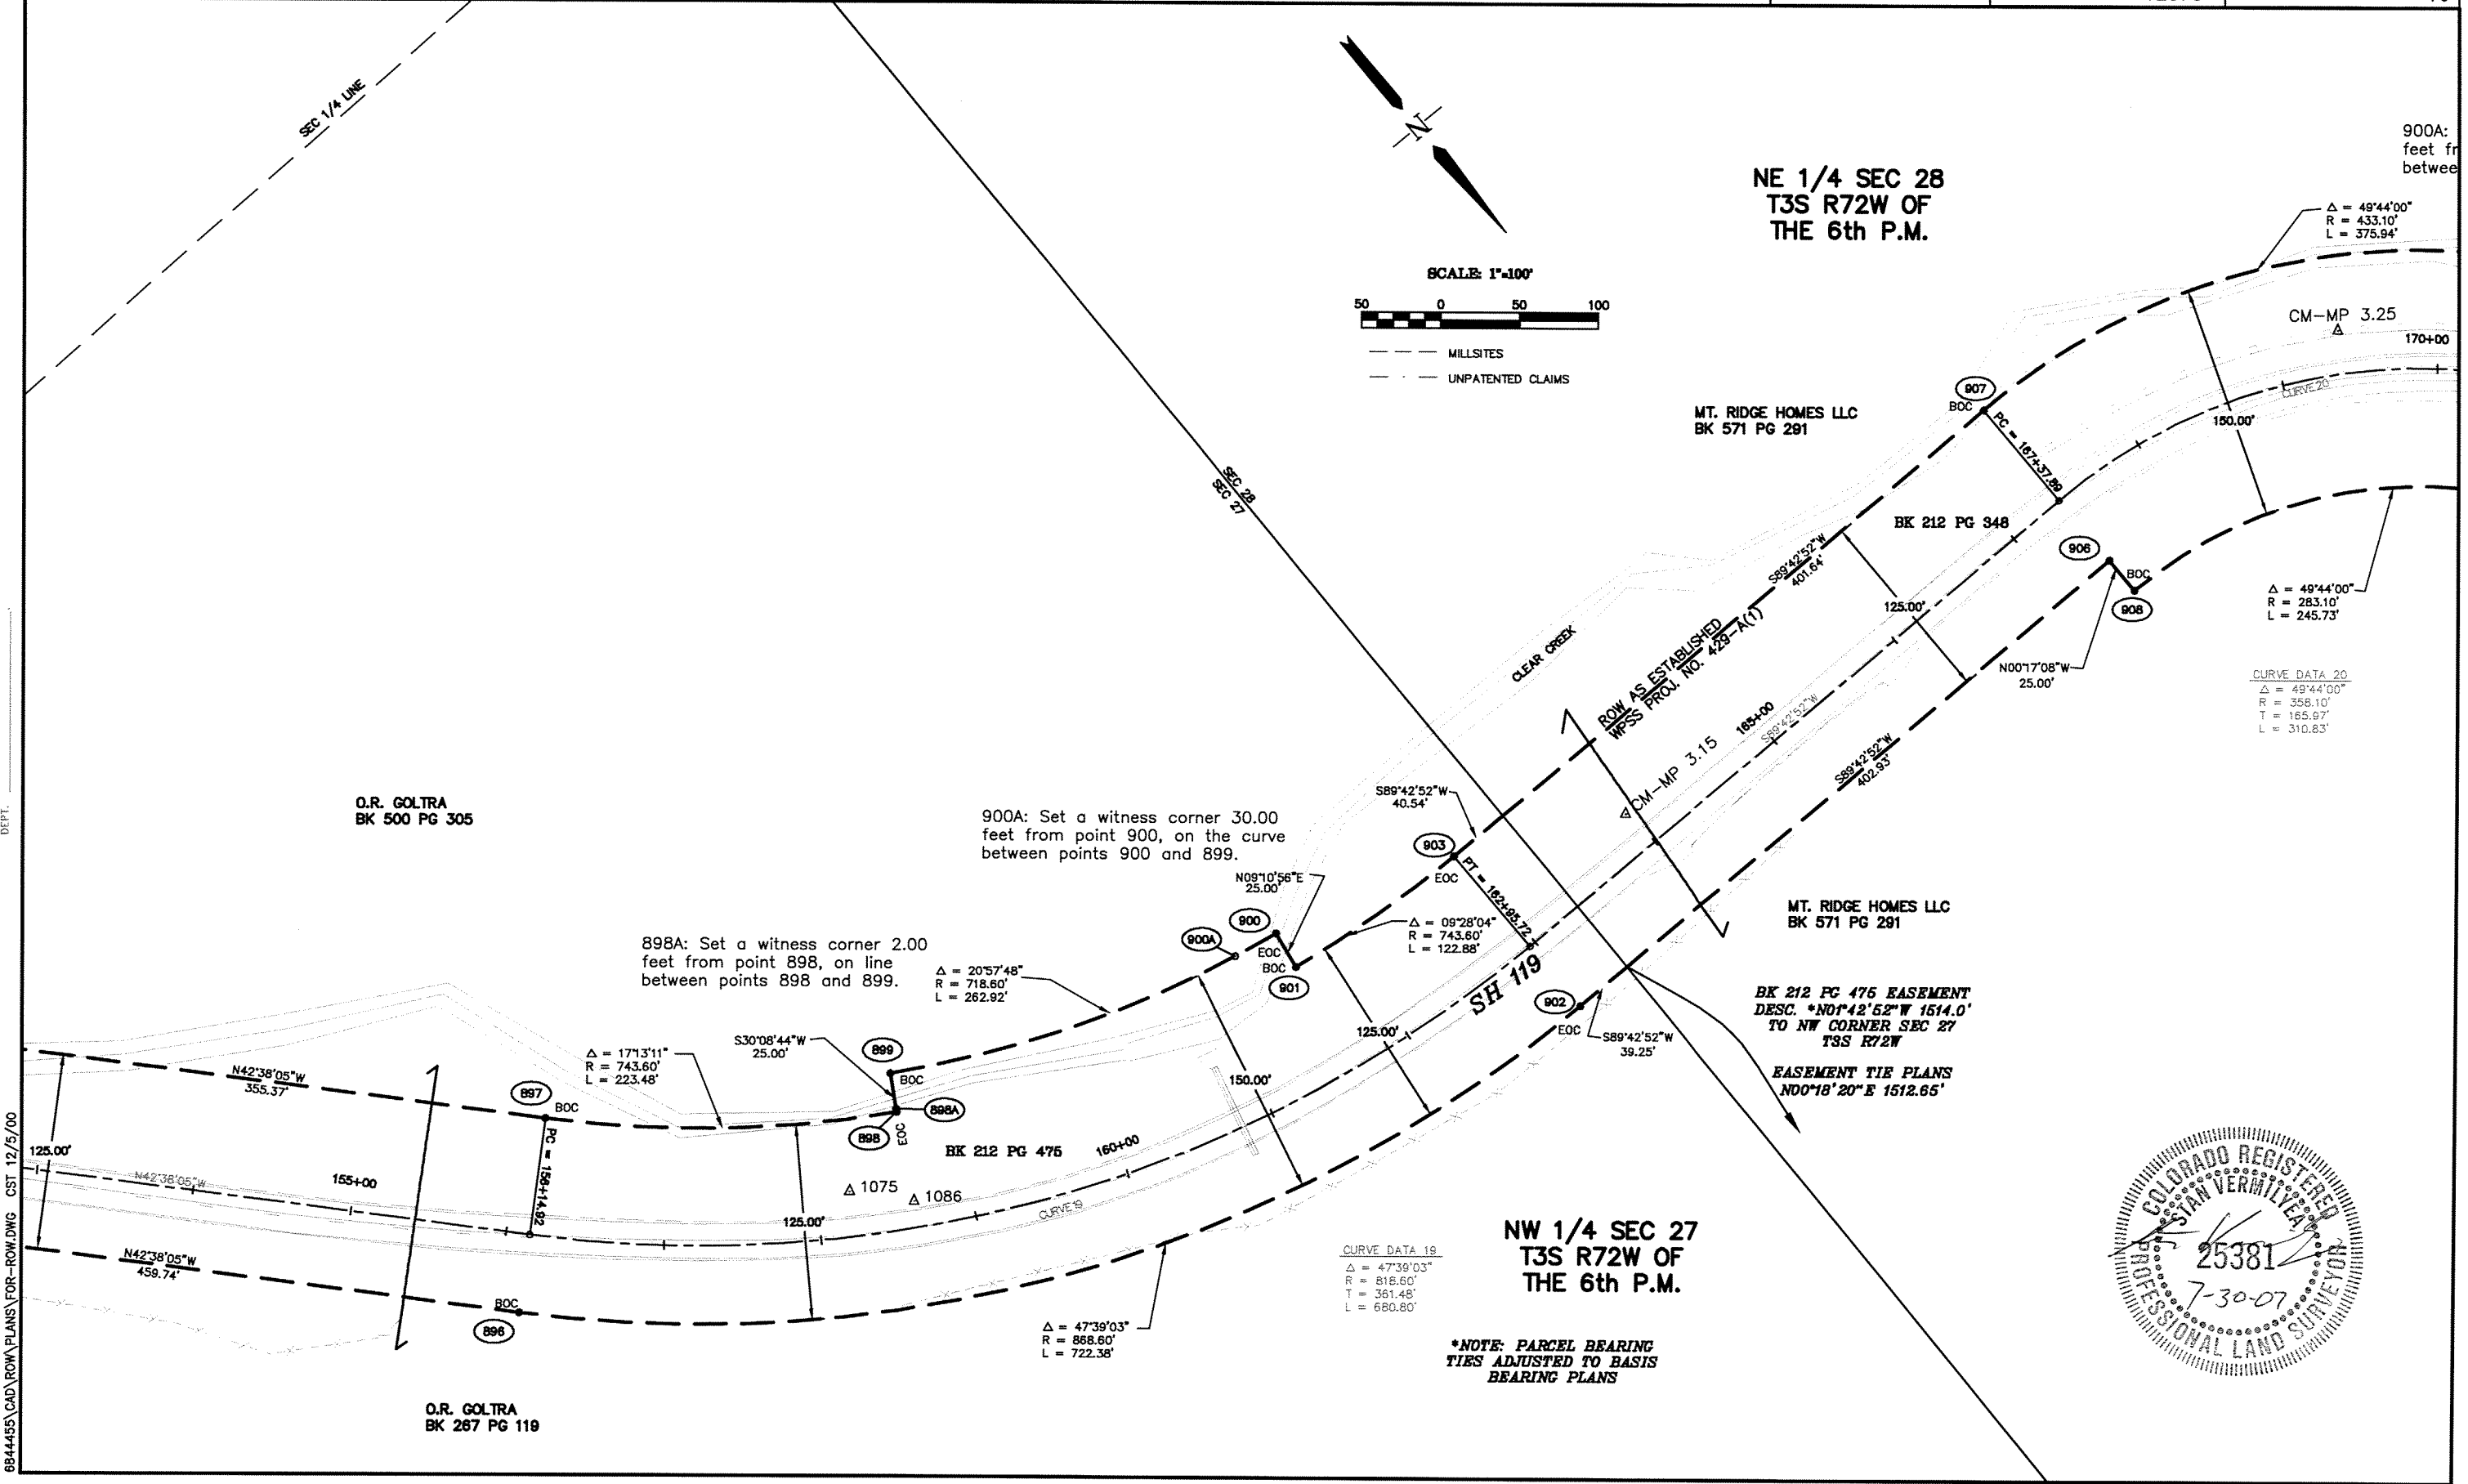 SEC 1/4 LINE
N
NE 1/4 SEC 28
T3S R72W OF
THE 6th P.M.
SCALE: 1"=100'
50 0 50 100
MILLSITES
UNPATENTED CLAIMS
900A:
feet fr
betwee
Δ = 49°44'00"
R = 433.10'
L = 375.94'
CM-MP 3.25
170+00
CURVE 20
150.00'
907
BOC
PC = 167+37.89
MT. RIDGE HOMES LLC
BK 571 PG 291
BK 212 PG 348
SEC 28
SEC 27
S89°42'52"W
401.64'
125.00'
906
BOC
908
Δ = 49°44'00"
R = 283.10'
L = 245.73'
N00°17'08"W
25.00'
CURVE DATA 20
Δ = 49°44'00"
R = 358.10'
T = 165.97'
L = 310.83'
CLEAR CREEK
ROW AS ESTABLISHED
WPSS PROJ. NO. 429-A(1)
165+00
S89°42'52"W
CM-MP 3.15
S89°42'52"W
402.93'
DEPT.
O.R. GOLTRA
BK 500 PG 305
900A: Set a witness corner 30.00
feet from point 900, on the curve
between points 900 and 899.
S89°42'52"W
40.54'
903
EOC
PT = 162+95.72
N09°10'56"E
25.00'
900
900A
EOC
BOC
901
Δ = 09°28'04"
R = 743.60'
L = 122.88'
MT. RIDGE HOMES LLC
BK 571 PG 291
898A: Set a witness corner 2.00
feet from point 898, on line
between points 898 and 899.
Δ = 20°57'48"
R = 718.60'
L = 262.92'
SH 119
902
EOC
S89°42'52"W
39.25'
BK 212 PG 475 EASEMENT
DESC. *N01°42'52"W 1514.0'
TO NW CORNER SEC 27
T3S R72W
EASEMENT TIE PLANS
N00°18'20"E 1512.65'
S30°08'44"W
25.00'
899
BOC
Δ = 17°13'11"
R = 743.60'
L = 223.48'
125.00'
150.00'
N42°38'05"W
355.37'
897
BOC
898A
898
EOC
PC = 156+14.92
BK 212 PG 475
160+00
125.00'
N42°38'05"W
155+00
1075
1086
CURVE 19
125.00'
NW 1/4 SEC 27
T3S R72W OF
THE 6th P.M.
N42°38'05"W
459.74'
BOC
896
CURVE DATA 19
Δ = 47°39'03"
R = 818.60'
T = 361.48'
L = 680.80'
Δ = 47°39'03"
R = 868.60'
L = 722.38'
*NOTE: PARCEL BEARING
TIES ADJUSTED TO BASIS
BEARING PLANS
COLORADO REGISTERED
STAN VERMILYEA
25381
7-30-07
PROFESSIONAL LAND SURVEYOR
O.R. GOLTRA
BK 267 PG 119
6844455\CAD\ROW\PLANS\FOR-ROW.DWG CST 12/5/00